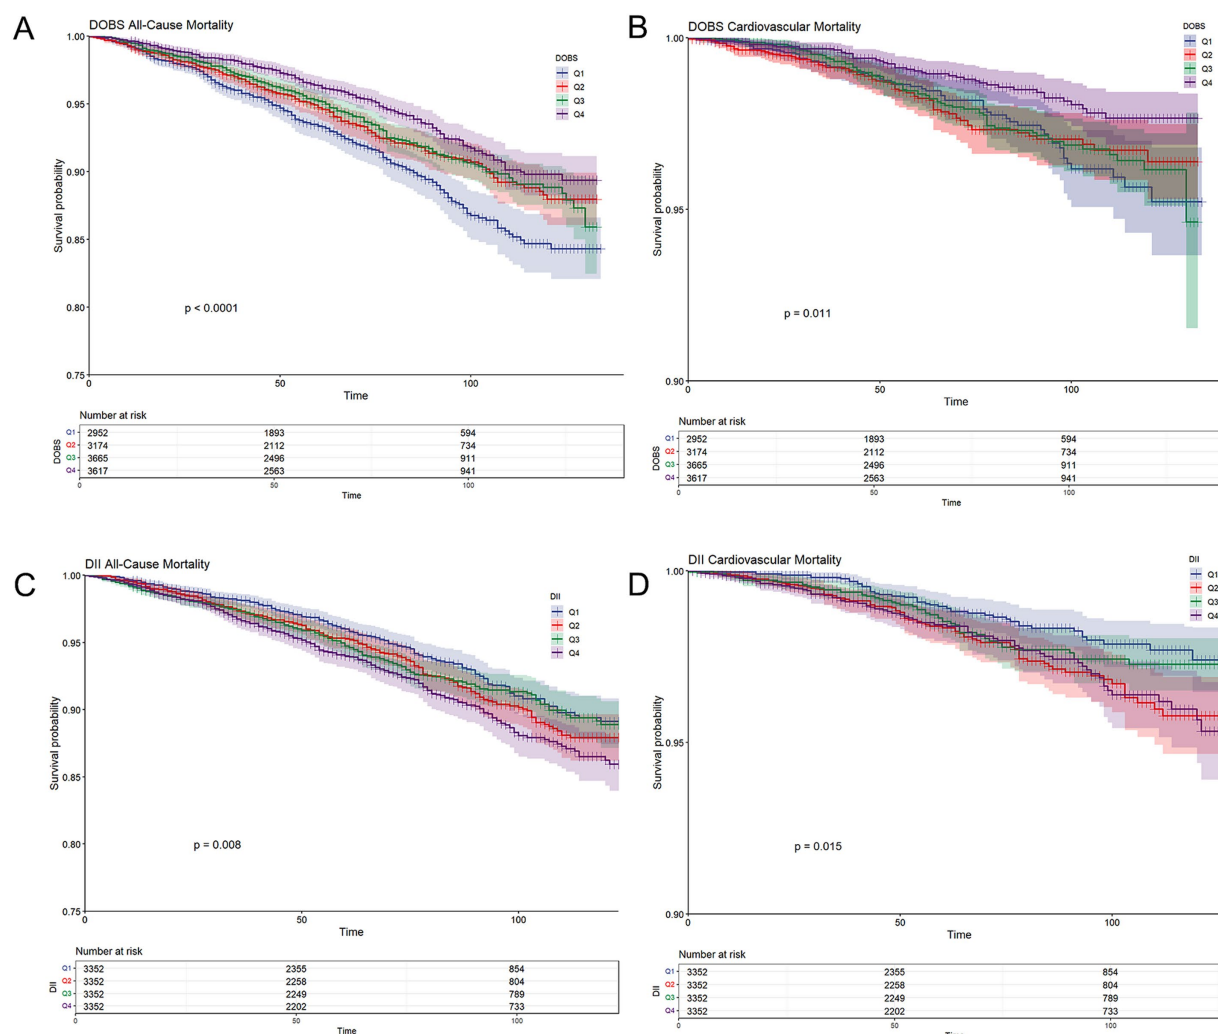 A
DOBS All-Cause Mortality
1.00
0.95
0.90
0.85
0.80
0.75
Survival probability
DOBS
Q1
Q2
Q3
Q4
p < 0.0001
0 50 100
Time
Number at risk
DOBS
Q1 2952 1893 594
Q2 3174 2112 734
Q3 3665 2496 911
Q4 3617 2563 941
0 50 100
Time
B
DOBS Cardiovascular Mortality
1.00
0.95
0.90
Survival probability
DOBS
Q1
Q2
Q3
Q4
p = 0.011
0 50 100
Time
Number at risk
DOBS
Q1 2952 1893 594
Q2 3174 2112 734
Q3 3665 2496 911
Q4 3617 2563 941
0 50 100
Time
C
DII All-Cause Mortality
1.00
0.95
0.90
0.85
0.80
0.75
Survival probability
DII
Q1
Q2
Q3
Q4
p = 0.008
0 50 100
Time
Number at risk
DII
Q1 3352 2355 854
Q2 3352 2258 804
Q3 3352 2249 789
Q4 3352 2202 733
0 50 100
Time
D
DII Cardiovascular Mortality
1.00
0.95
0.90
Survival probability
DII
Q1
Q2
Q3
Q4
p = 0.015
0 50 100
Time
Number at risk
DII
Q1 3352 2355 854
Q2 3352 2258 804
Q3 3352 2249 789
Q4 3352 2202 733
0 50 100
Time